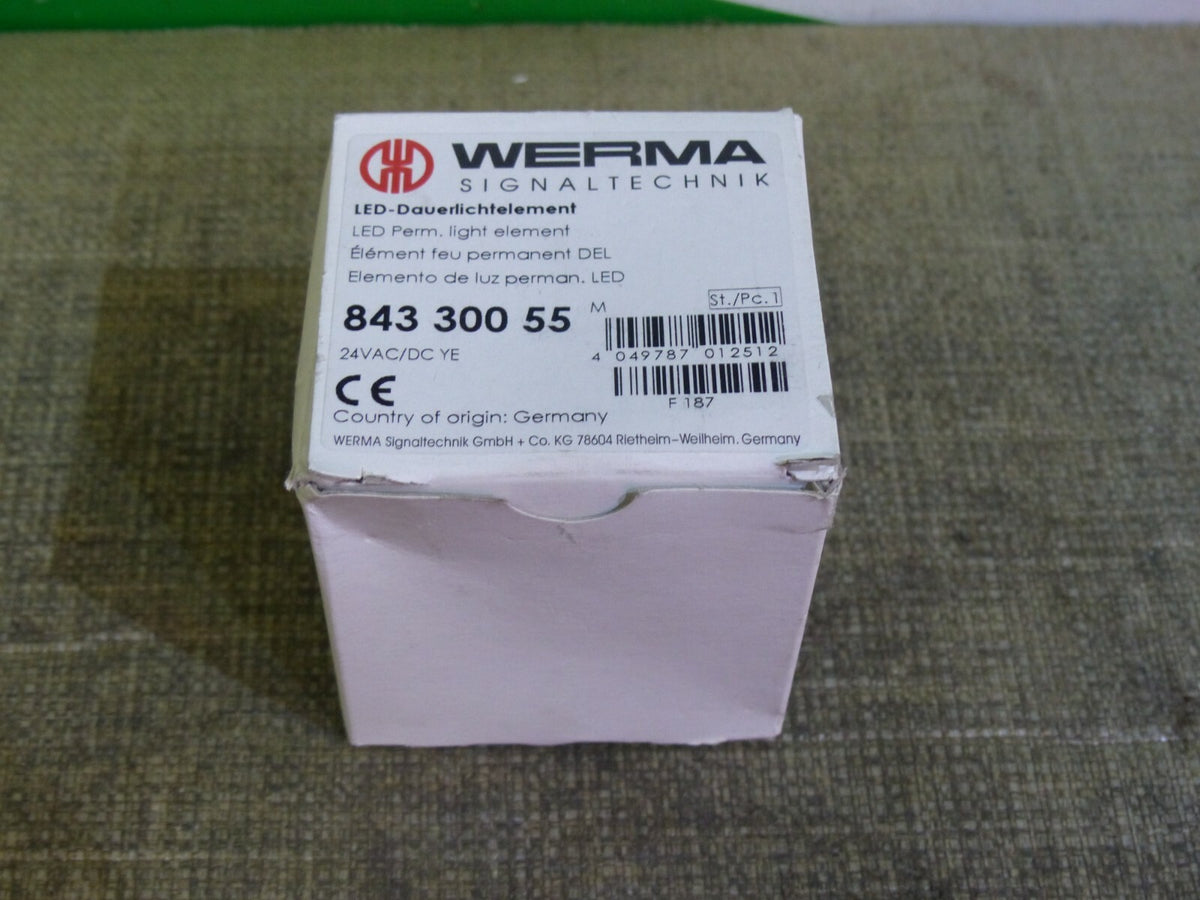 WERMA
SIGNALTECHNIK
LED-Dauerlichtelement
LED Perm. light element
Élément feu permanent DEL
Elemento de luz perman. LED
843 300 55
M
St./Pc.1
24VAC/DC YE
4 049787 012512
CE
F 187
Country of origin: Germany
WERMA Signaltechnik GmbH + Co. KG 78604 Rietheim-Weilheim. Germany